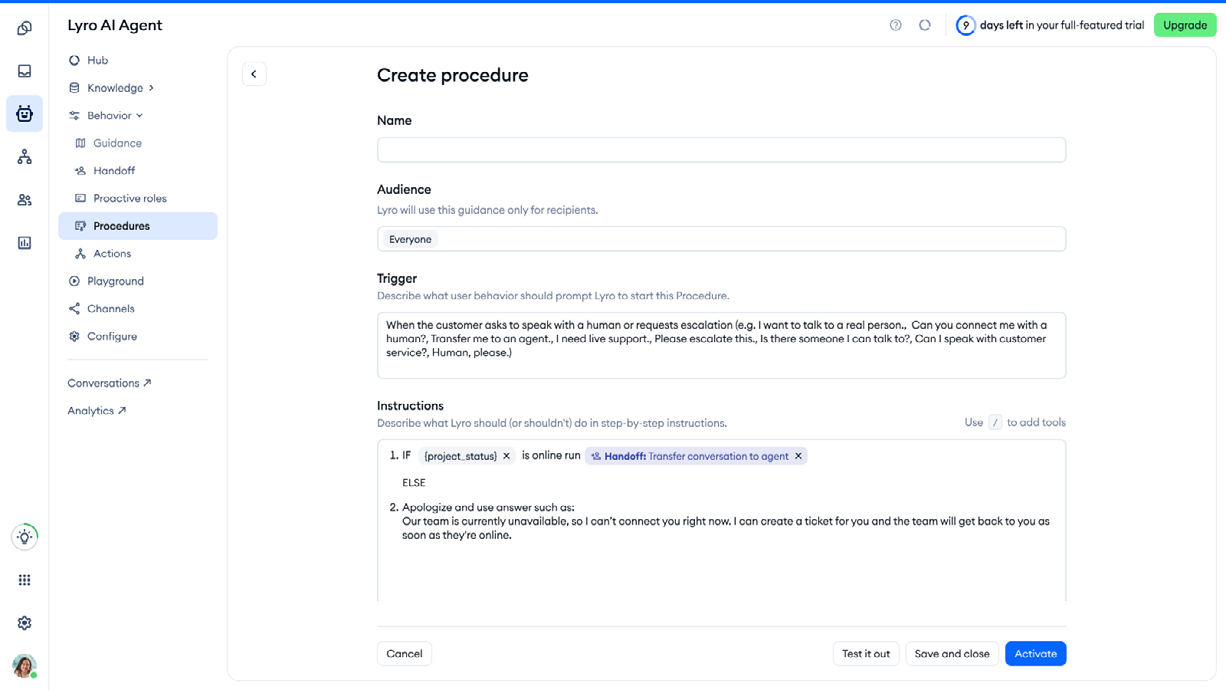 Lyro AI Agent
9 days left in your full-featured trial
Upgrade
Hub
Knowledge
Behavior
Guidance
Handoff
Proactive roles
Procedures
Actions
Playground
Channels
Configure
Conversations
Analytics
Create procedure
Name
Audience
Lyro will use this guidance only for recipients.
Everyone
Trigger
Describe what user behavior should prompt Lyro to start this Procedure.
When the customer asks to speak with a human or requests escalation (e.g. I want to talk to a real person.,  Can you connect me with a
human?, Transfer me to an agent., I need live support., Please escalate this., Is there someone I can talk to?, Can I speak with customer
service?, Human, please.)
Instructions
Describe what Lyro should (or shouldn't) do in step-by-step instructions.
Use / to add tools
1. IF {project_status} × is online run Handoff: Transfer conversation to agent ×
ELSE
2. Apologize and use answer such as:
Our team is currently unavailable, so I can't connect you right now. I can create a ticket for you and the team will get back to you as
soon as they're online.
Cancel
Test it out
Save and close
Activate